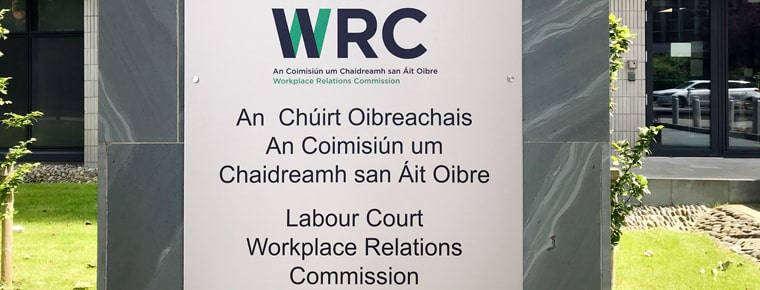 WRC
An Coimisiún um Chaidreamh san Áit Oibre
Workplace Relations Commission
An Chúirt Oibreachais
An Coimisiún um
Chaidreamh san Áit Oibre
Labour Court
Workplace Relations
Commission